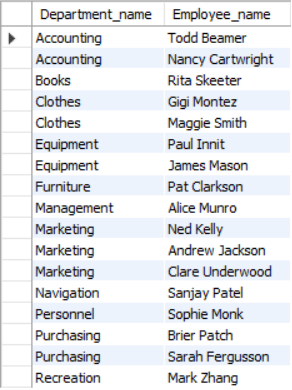 Department_name Employee_name
Accounting Todd Beamer
Accounting Nancy Cartwright
Books Rita Skeeter
Clothes Gigi Montez
Clothes Maggie Smith
Equipment Paul Innit
Equipment James Mason
Furniture Pat Clarkson
Management Alice Munro
Marketing Ned Kelly
Marketing Andrew Jackson
Marketing Clare Underwood
Navigation Sanjay Patel
Personnel Sophie Monk
Purchasing Brier Patch
Purchasing Sarah Fergusson
Recreation Mark Zhang